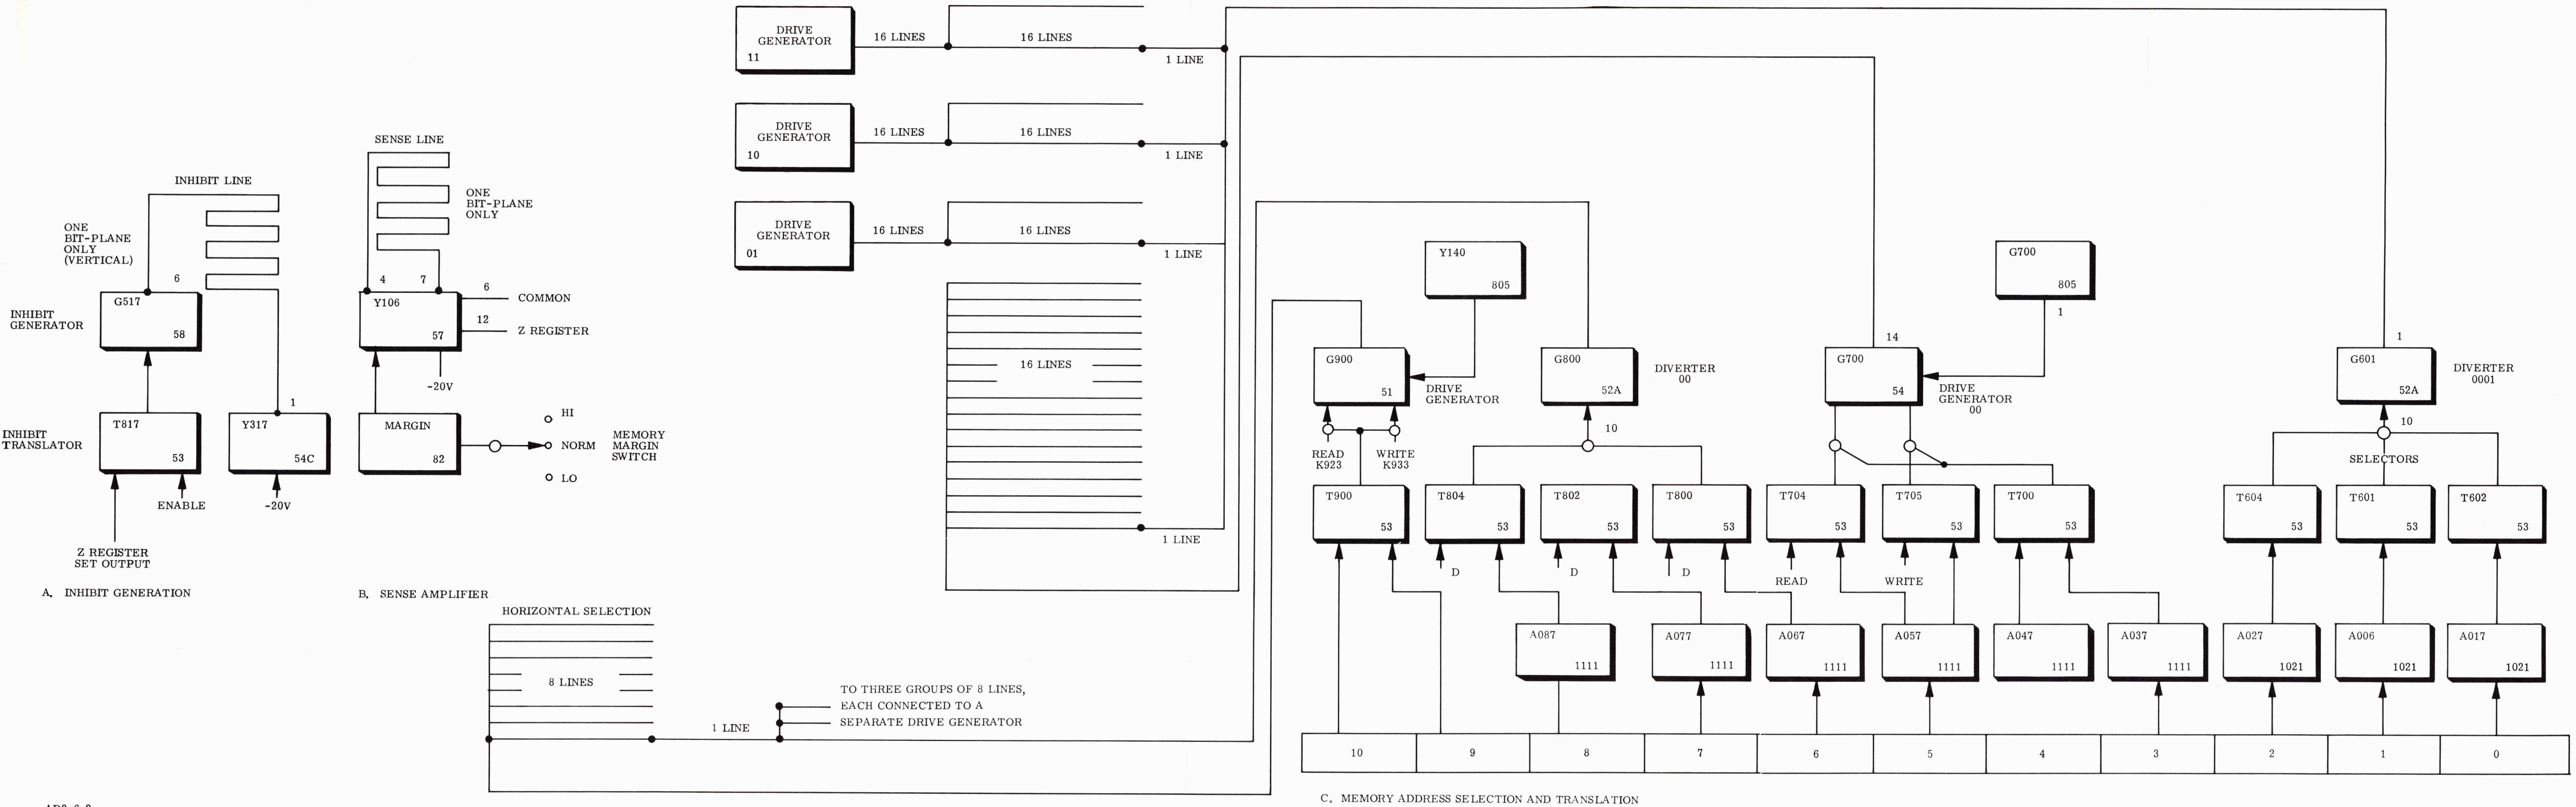 DRIVE
GENERATOR
11
16 LINES
16 LINES
1 LINE
DRIVE
GENERATOR
10
16 LINES
16 LINES
1 LINE
DRIVE
GENERATOR
01
16 LINES
16 LINES
1 LINE
16 LINES
1 LINE
INHIBIT LINE
ONE
BIT-PLANE
ONLY
(VERTICAL)
6
G517
58
INHIBIT
GENERATOR
INHIBIT
TRANSLATOR
T817
53
1
Y317
54C
ENABLE
-20V
Z REGISTER
SET OUTPUT
A. INHIBIT GENERATION
SENSE LINE
ONE
BIT-PLANE
ONLY
4
7
Y106
57
6
COMMON
12
Z REGISTER
-20V
MARGIN
82
HI
NORM
LO
MEMORY
MARGIN
SWITCH
B. SENSE AMPLIFIER
HORIZONTAL SELECTION
8 LINES
1 LINE
TO THREE GROUPS OF 8 LINES,
EACH CONNECTED TO A
SEPARATE DRIVE GENERATOR
Y140
805
G700
805
1
G900
51
DRIVE
GENERATOR
G800
52A
DIVERTER
00
14
G700
54
DRIVE
GENERATOR
00
1
G601
52A
DIVERTER
0001
READ
K923
WRITE
K933
10
10
SELECTORS
T900
53
T804
53
T802
53
T800
53
T704
53
T705
53
T700
53
T604
53
T601
53
T602
53
D
D
D
READ
WRITE
A087
1111
A077
1111
A067
1111
A057
1111
A047
1111
A037
1111
A027
1021
A006
1021
A017
1021
10 9 8 7 6 5 4 3 2 1 0
C. MEMORY ADDRESS SELECTION AND TRANSLATION